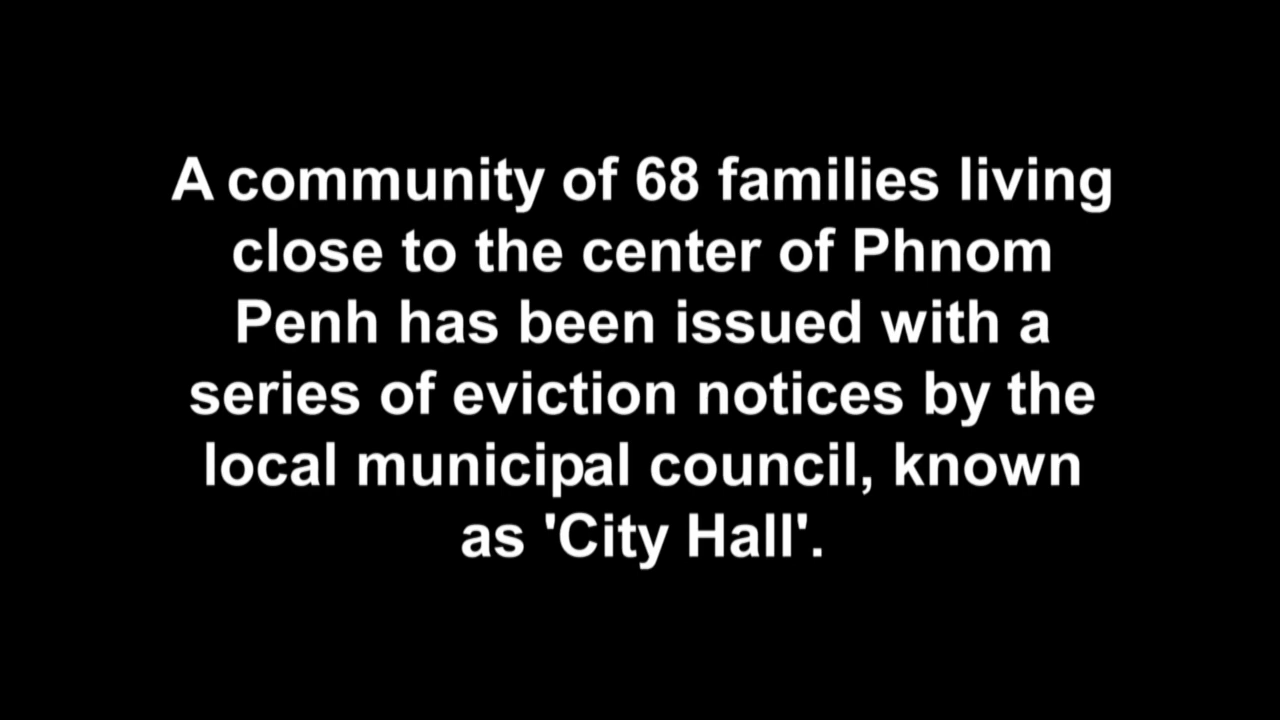 A community of 68 families living
close to the center of Phnom
Penh has been issued with a
series of eviction notices by the
local municipal council, known
as 'City Hall'.